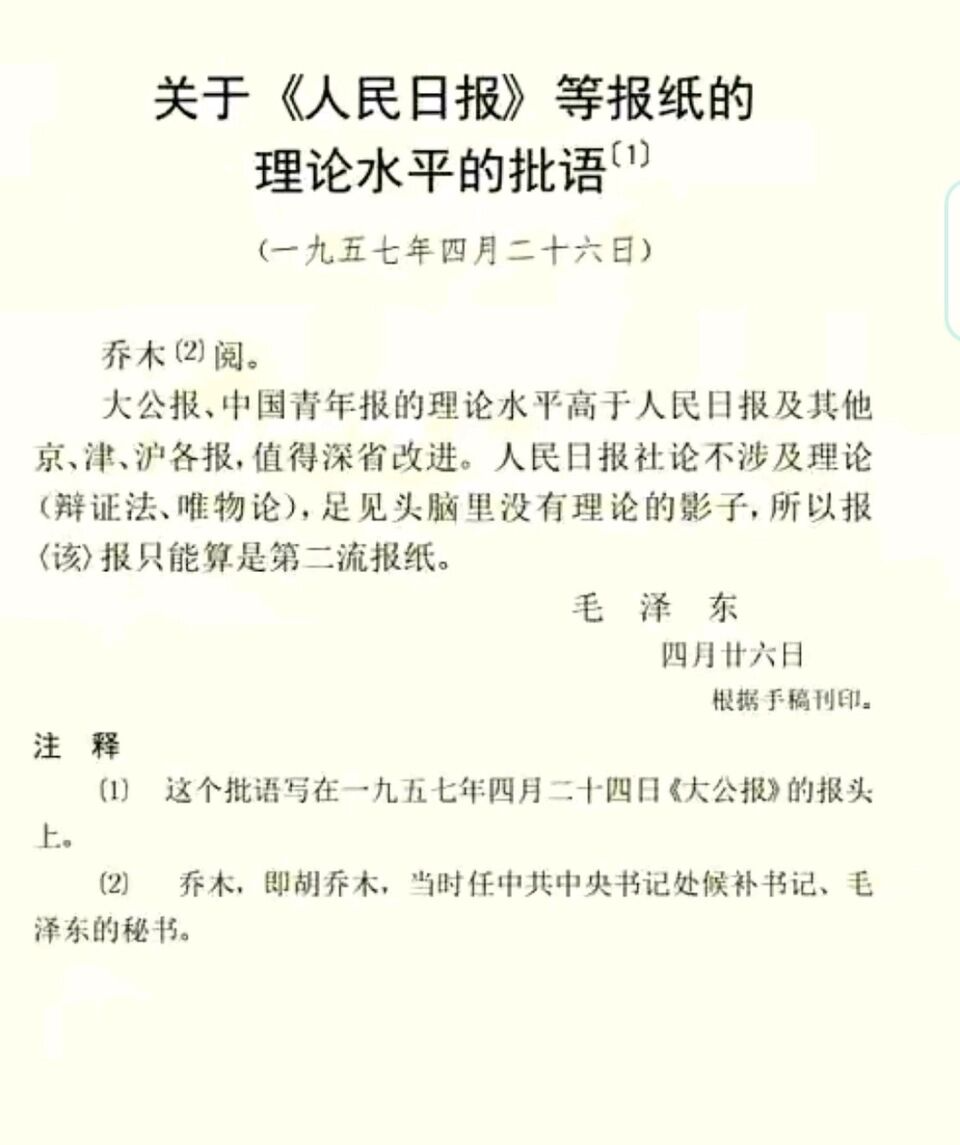 关于《人民日报》等报纸的
理论水平的批语〔1〕
(一九五七年四月二十六日)
乔木〔2〕阅。
大公报、中国青年报的理论水平高于人民日报及其他
京、津、沪各报,值得深省改进。人民日报社论不涉及理论
(辩证法、唯物论),足见头脑里没有理论的影子,所以报
〈该〉报只能算是第二流报纸。
毛 泽 东
四月廿六日
根据手稿刊印。
注 释
〔1〕 这个批语写在一九五七年四月二十四日《大公报》的报头
上。
〔2〕 乔木,即胡乔木,当时任中共中央书记处候补书记、毛
泽东的秘书。